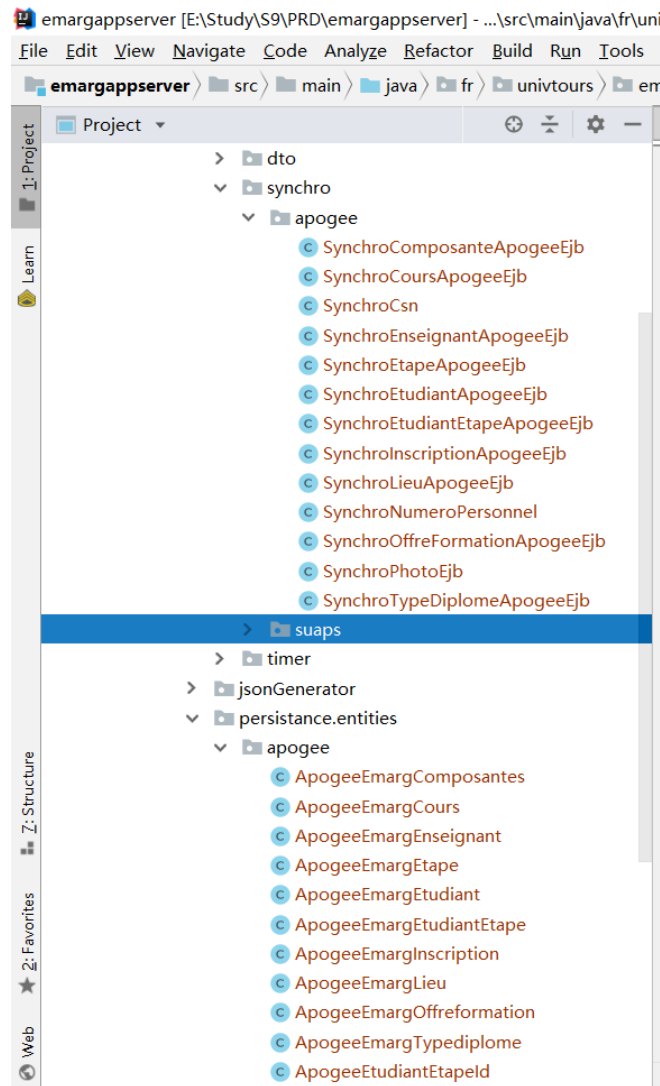 emargappserver [E:\Study\S9\PRD\emargappserver] - ...\src\main\java\fr\uni
File Edit View Navigate Code Analyze Refactor Build Run Tools
emargappserver src main java fr univtours em
Project
1: Project
Learn
dto
synchro
apogee
SynchroComposanteApogeeEjb
SynchroCoursApogeeEjb
SynchroCsn
SynchroEnseignantApogeeEjb
SynchroEtapeApogeeEjb
SynchroEtudiantApogeeEjb
SynchroEtudiantEtapeApogeeEjb
SynchroInscriptionApogeeEjb
SynchroLieuApogeeEjb
SynchroNumeroPersonnel
SynchroOffreFormationApogeeEjb
SynchroPhotoEjb
SynchroTypeDiplomeApogeeEjb
suaps
timer
jsonGenerator
persistance.entities
apogee
ApogeeEmargComposantes
ApogeeEmargCours
ApogeeEmargEnseignant
ApogeeEmargEtape
ApogeeEmargEtudiant
ApogeeEmargEtudiantEtape
ApogeeEmargInscription
ApogeeEmargLieu
ApogeeEmargOffreformation
ApogeeEmargTypediplome
ApogeeEtudiantEtapeId
7: Structure
2: Favorites
Web